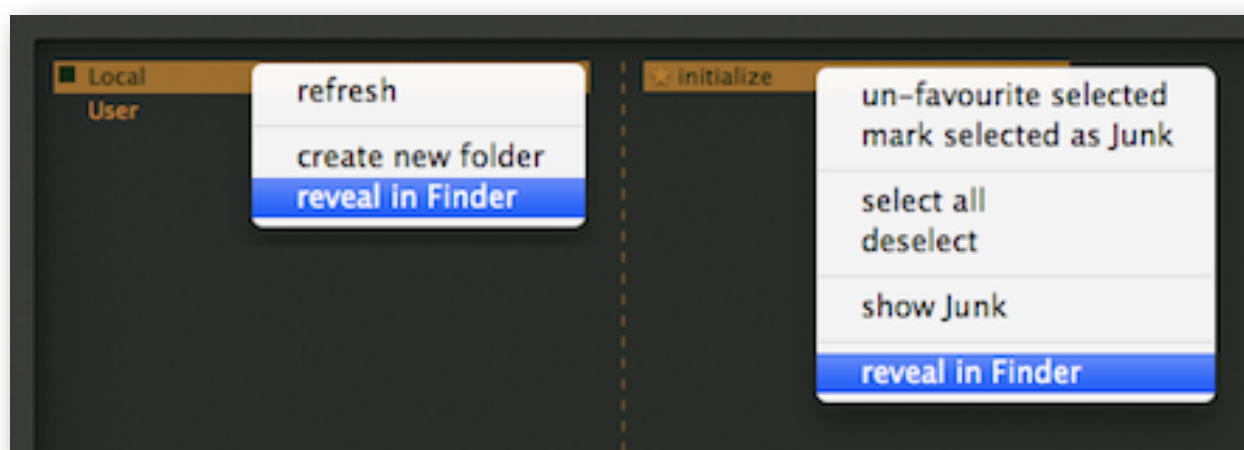 Local
User
refresh
create new folder
reveal in Finder
initialize
un-favourite selected
mark selected as Junk
select all
deselect
show Junk
reveal in Finder